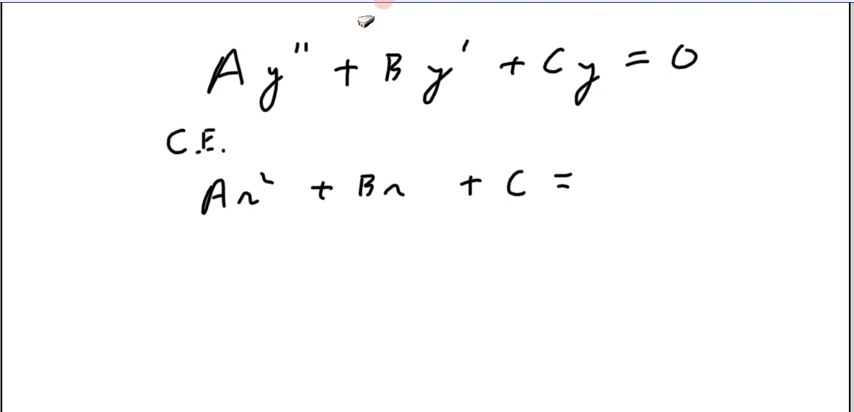 Ay'' + By' + Cy = 0
C.E.
Ar² + Br + C =